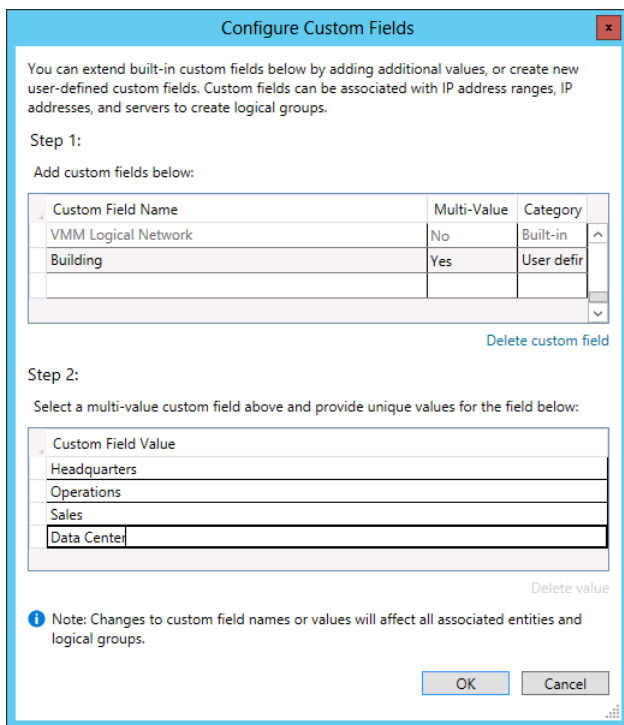 Configure Custom Fields
x
You can extend built-in custom fields below by adding additional values, or create new
user-defined custom fields. Custom fields can be associated with IP address ranges, IP
addresses, and servers to create logical groups.
Step 1:
Add custom fields below:
Custom Field Name Multi-Value Category
VMM Logical Network No Built-in
Building Yes User defir
Delete custom field
Step 2:
Select a multi-value custom field above and provide unique values for the field below:
Custom Field Value
Headquarters
Operations
Sales
Data Center
Delete value
Note: Changes to custom field names or values will affect all associated entities and
logical groups.
OK Cancel